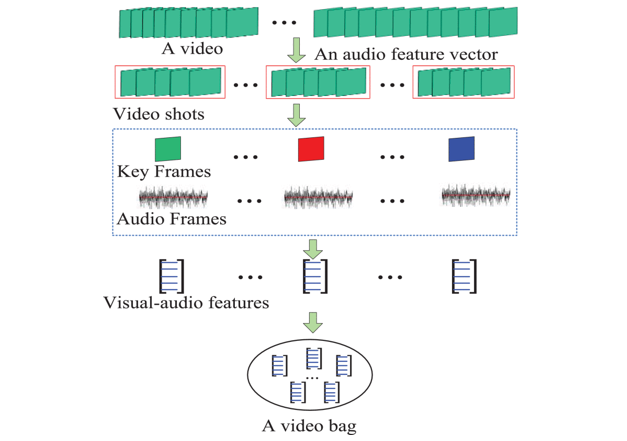 A video
An audio feature vector
Video shots
Key Frames
Audio Frames
Visual-audio features
A video bag